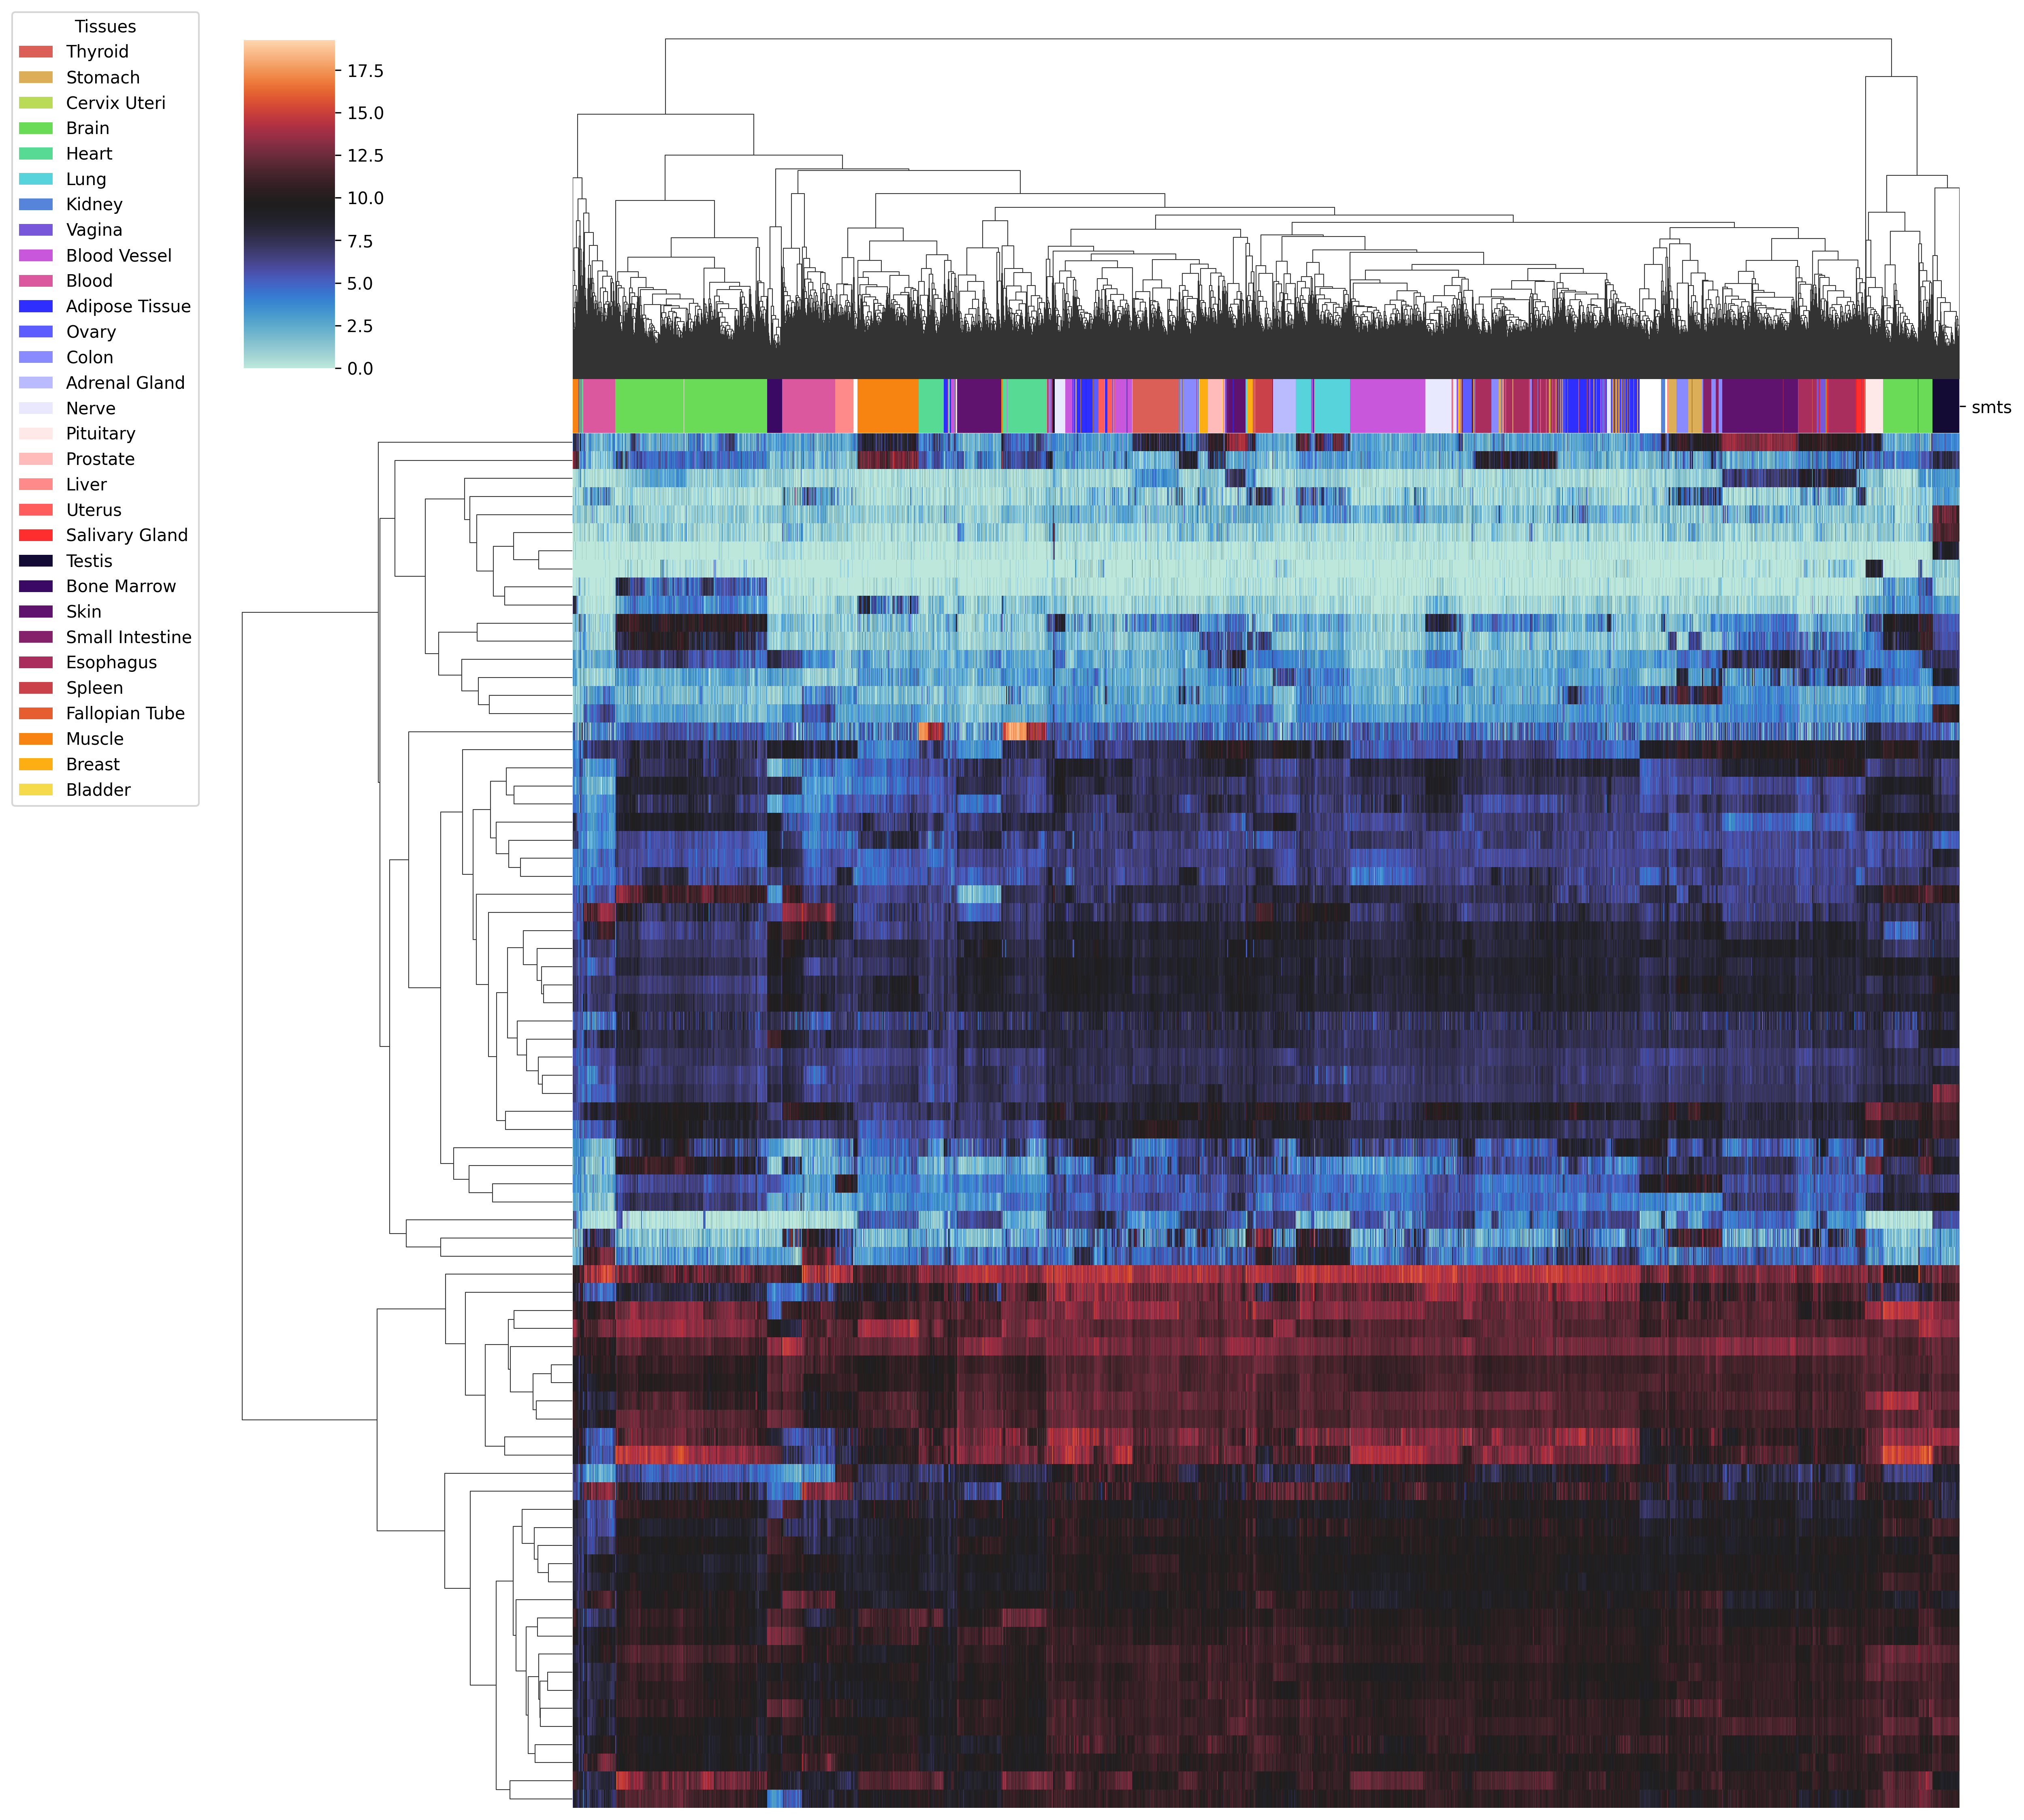 Tissues
Thyroid
Stomach
Cervix Uteri
Brain
Heart
Lung
Kidney
Vagina
Blood Vessel
Blood
Adipose Tissue
Ovary
Colon
Adrenal Gland
Nerve
Pituitary
Prostate
Liver
Uterus
Salivary Gland
Testis
Bone Marrow
Skin
Small Intestine
Esophagus
Spleen
Fallopian Tube
Muscle
Breast
Bladder
17.5
15.0
12.5
10.0
7.5
5.0
2.5
0.0
smts